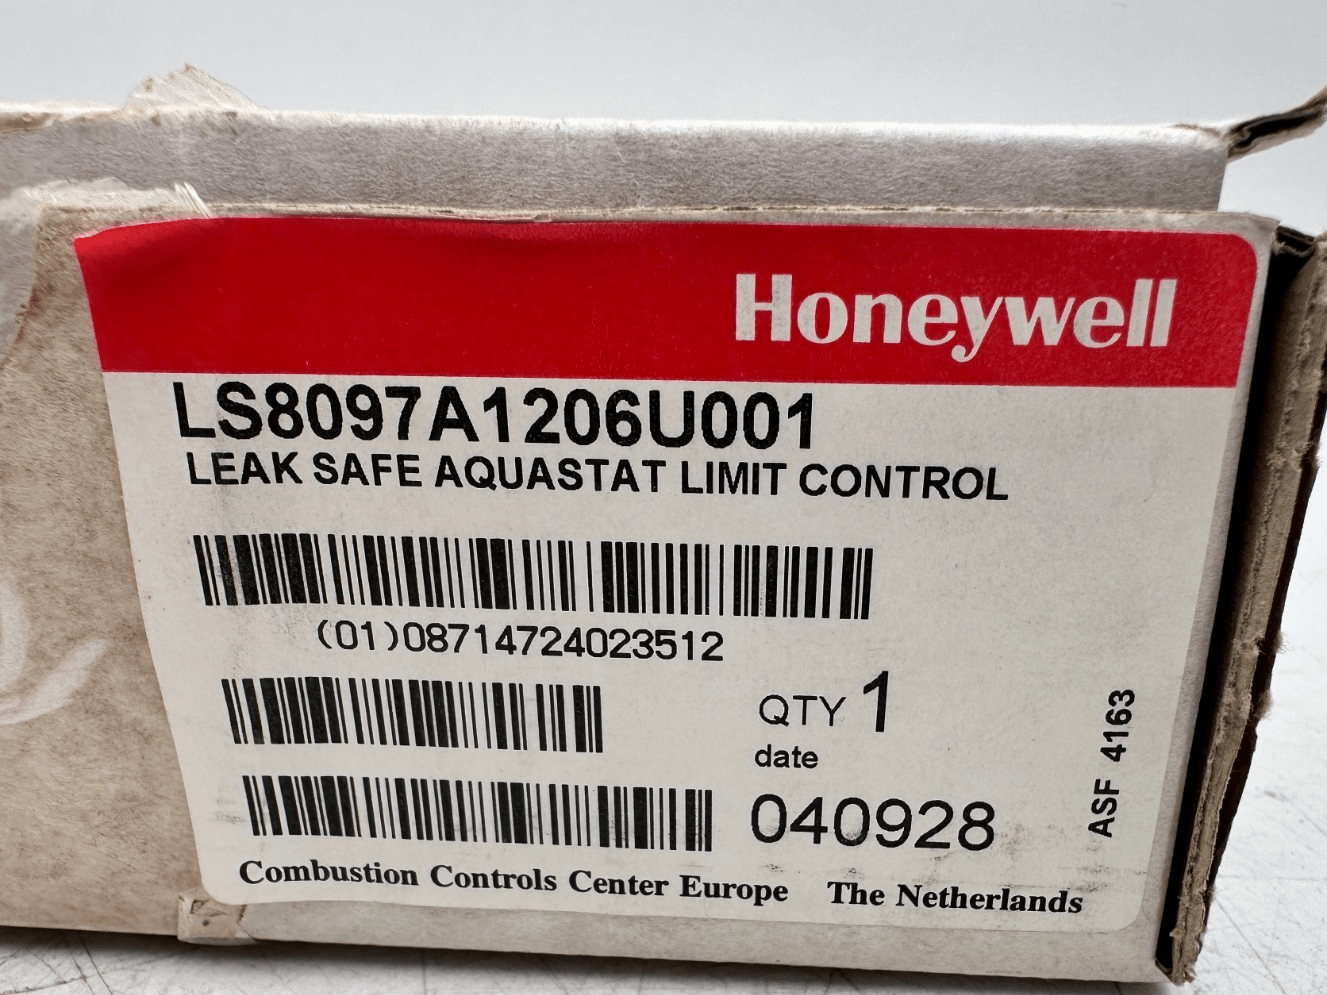 Honeywell
LS8097A1206U001
LEAK SAFE AQUASTAT LIMIT CONTROL
(01)08714724023512
QTY 1
date
040928
ASF 4163
Combustion Controls Center Europe The Netherlands